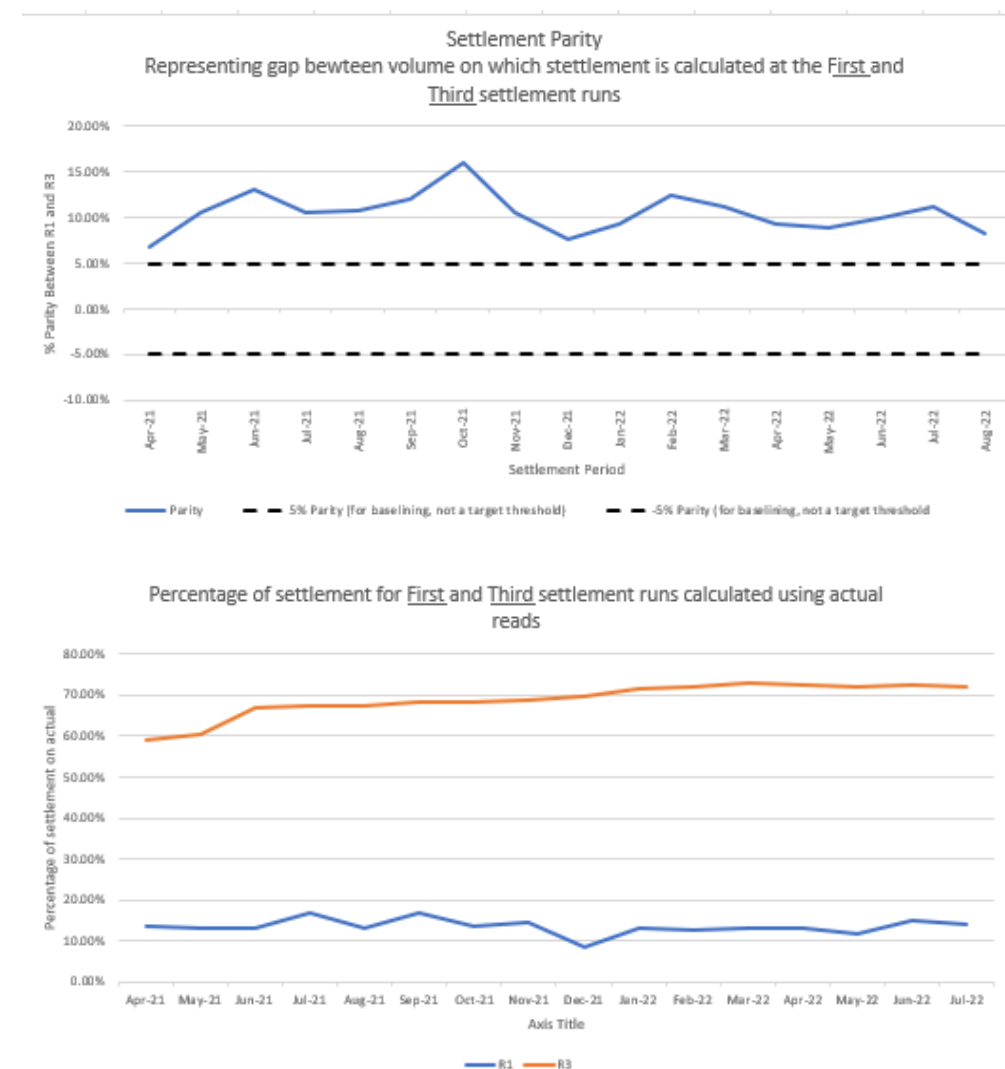 Settlement Parity
Representing gap bewteen volume on which stettlement is calculated at the First and
Third settlement runs
20.00%
15.00%
10.00%
5.00%
0.00%
-5.00%
-10.00%
% Parity Between R1 and R3
Apr-21 May-21 Jun-21 Jul-21 Aug-21 Sep-21 Oct-21 Nov-21 Dec-21 Jan-22 Feb-22 Mar-22 Apr-22 May-22 Jun-22 Jul-22 Aug-22
Settlement Period
Parity 5% Parity (for baselining, not a target threshold) -5% Parity (for baselining, not a target threshold
Percentage of settlement for First and Third settlement runs calculated using actual
reads
80.00%
70.00%
60.00%
50.00%
40.00%
30.00%
20.00%
10.00%
0.00%
Percentage of settlement on actual
Apr-21 May-21 Jun-21 Jul-21 Aug-21 Sep-21 Oct-21 Nov-21 Dec-21 Jan-22 Feb-22 Mar-22 Apr-22 May-22 Jun-22 Jul-22
Axis Title
R1 R3